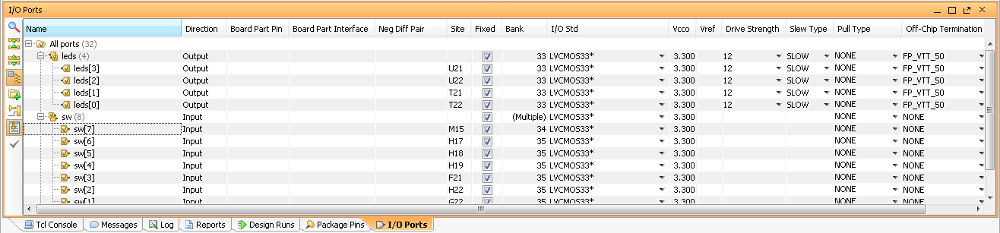 I/O Ports
Name Direction Board Part Pin Board Part Interface Neg Diff Pair Site Fixed Bank I/O Std Vcco Vref Drive Strength Slew Type Pull Type Off-Chip Termination
All ports (32)
leds (4) Output 33 LVCMOS33* 3.300 12 SLOW NONE FP_VTT_50
leds[3] Output U21 33 LVCMOS33* 3.300 12 SLOW NONE FP_VTT_50
leds[2] Output U22 33 LVCMOS33* 3.300 12 SLOW NONE FP_VTT_50
leds[1] Output T21 33 LVCMOS33* 3.300 12 SLOW NONE FP_VTT_50
leds[0] Output T22 33 LVCMOS33* 3.300 12 SLOW NONE FP_VTT_50
sw (8) Input (Multiple) LVCMOS33* 3.300 NONE NONE
sw[7] Input M15 34 LVCMOS33* 3.300 NONE NONE
sw[6] Input H17 35 LVCMOS33* 3.300 NONE NONE
sw[5] Input H18 35 LVCMOS33* 3.300 NONE NONE
sw[4] Input H19 35 LVCMOS33* 3.300 NONE NONE
sw[3] Input F21 35 LVCMOS33* 3.300 NONE NONE
sw[2] Input H22 35 LVCMOS33* 3.300 NONE NONE
sw[1] Input G22 35 LVCMOS33* 3.300 NONE NONE
Tcl Console Messages Log Reports Design Runs Package Pins I/O Ports